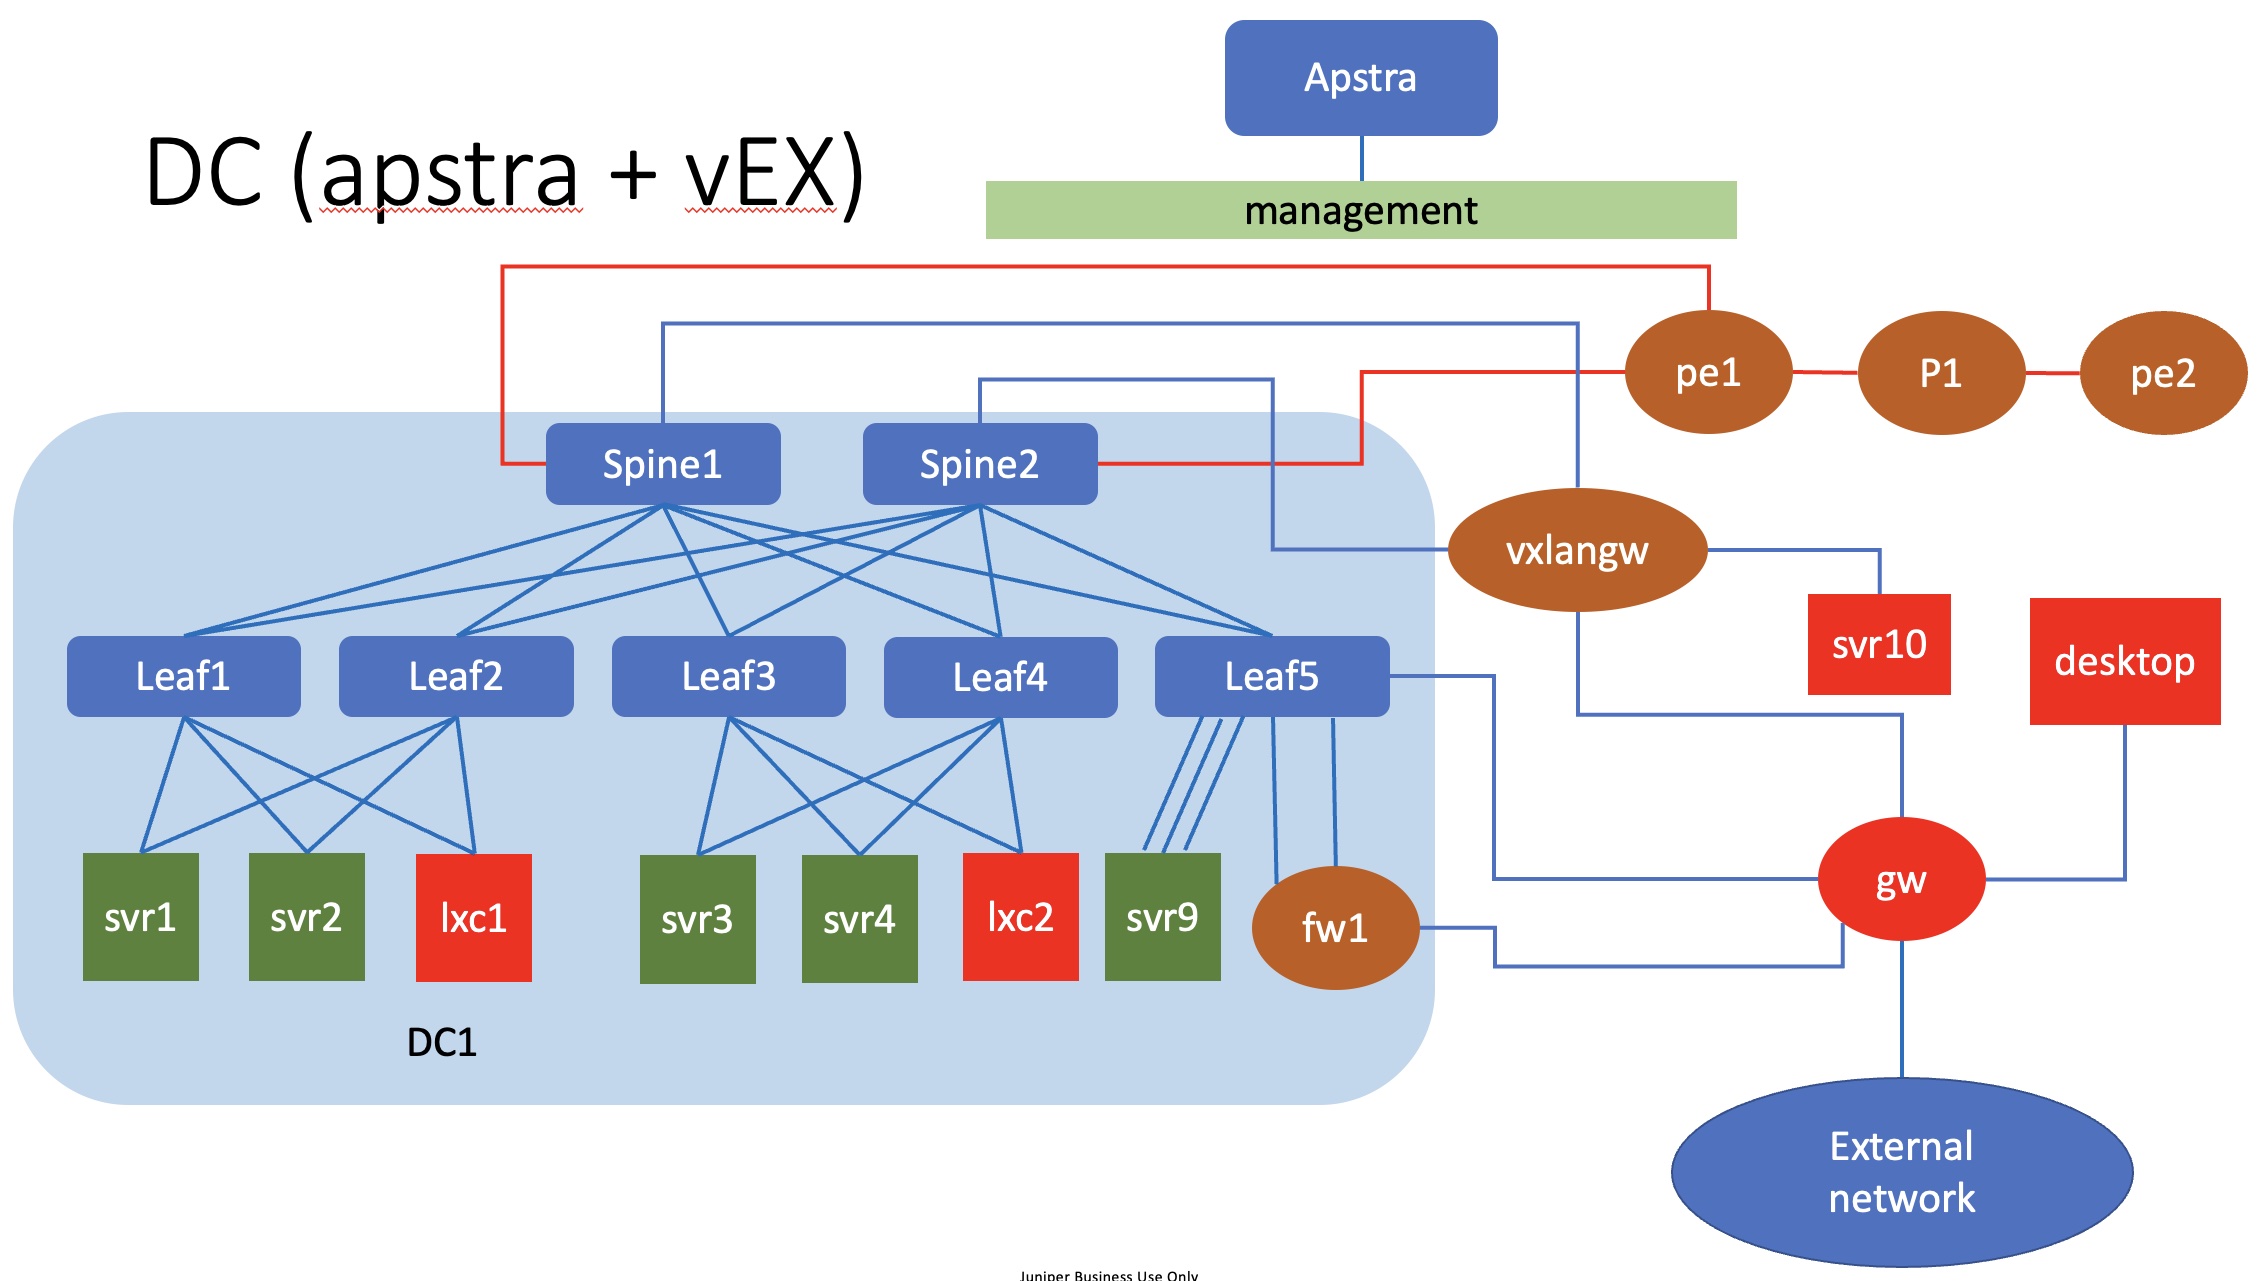 Apstra
DC (apstra + vEX)
management
pe1
P1
pe2
Spine1
Spine2
vxlangw
svr10
desktop
Leaf1
Leaf2
Leaf3
Leaf4
Leaf5
gw
svr1
svr2
lxc1
svr3
svr4
lxc2
svr9
fw1
DC1
External
network
Juniper Business Use Only